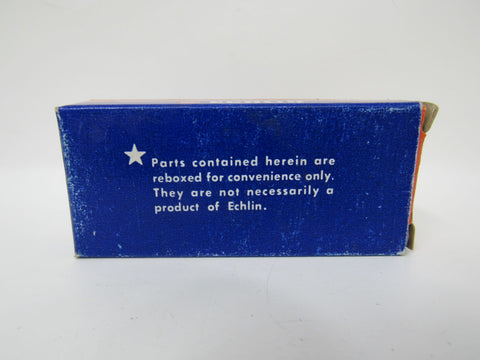 Parts contained herein are
reboxed for convenience only.
They are not necessarily a
product of Echlin.